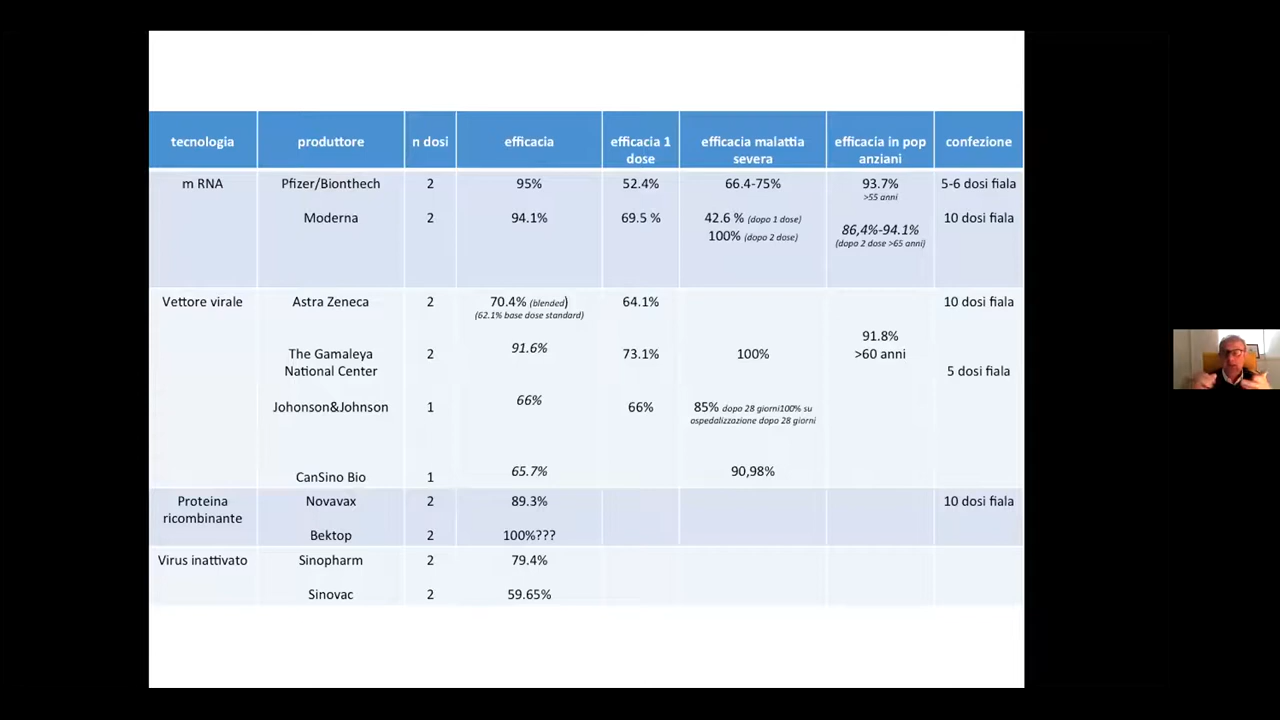 tecnologia produttore n dosi efficacia efficacia 1 dose efficacia malattia severa efficacia in pop anziani confezione
m RNA Pfizer/Bionthech 2 95% 52.4% 66.4-75% 93.7% 5-6 dosi fiala
>55 anni
Moderna 2 94.1% 69.5 % 42.6 % (dopo 1 dose) 10 dosi fiala
100% (dopo 2 dose) 86,4%-94.1%
(dopo 2 dose >65 anni)
Vettore virale Astra Zeneca 2 70.4% (blended) 64.1% 10 dosi fiala
(62.1% base dose standard)
91.8%
The Gamaleya 2 91.6% 73.1% 100% >60 anni
National Center 5 dosi fiala
Johonson&Johnson 1 66% 66% 85% dopo 28 giorni100% su
ospedalizzazione dopo 28 giorni
CanSino Bio 1 65.7% 90,98%
Proteina Novavax 2 89.3% 10 dosi fiala
ricombinante
Bektop 2 100%???
Virus inattivato Sinopharm 2 79.4%
Sinovac 2 59.65%